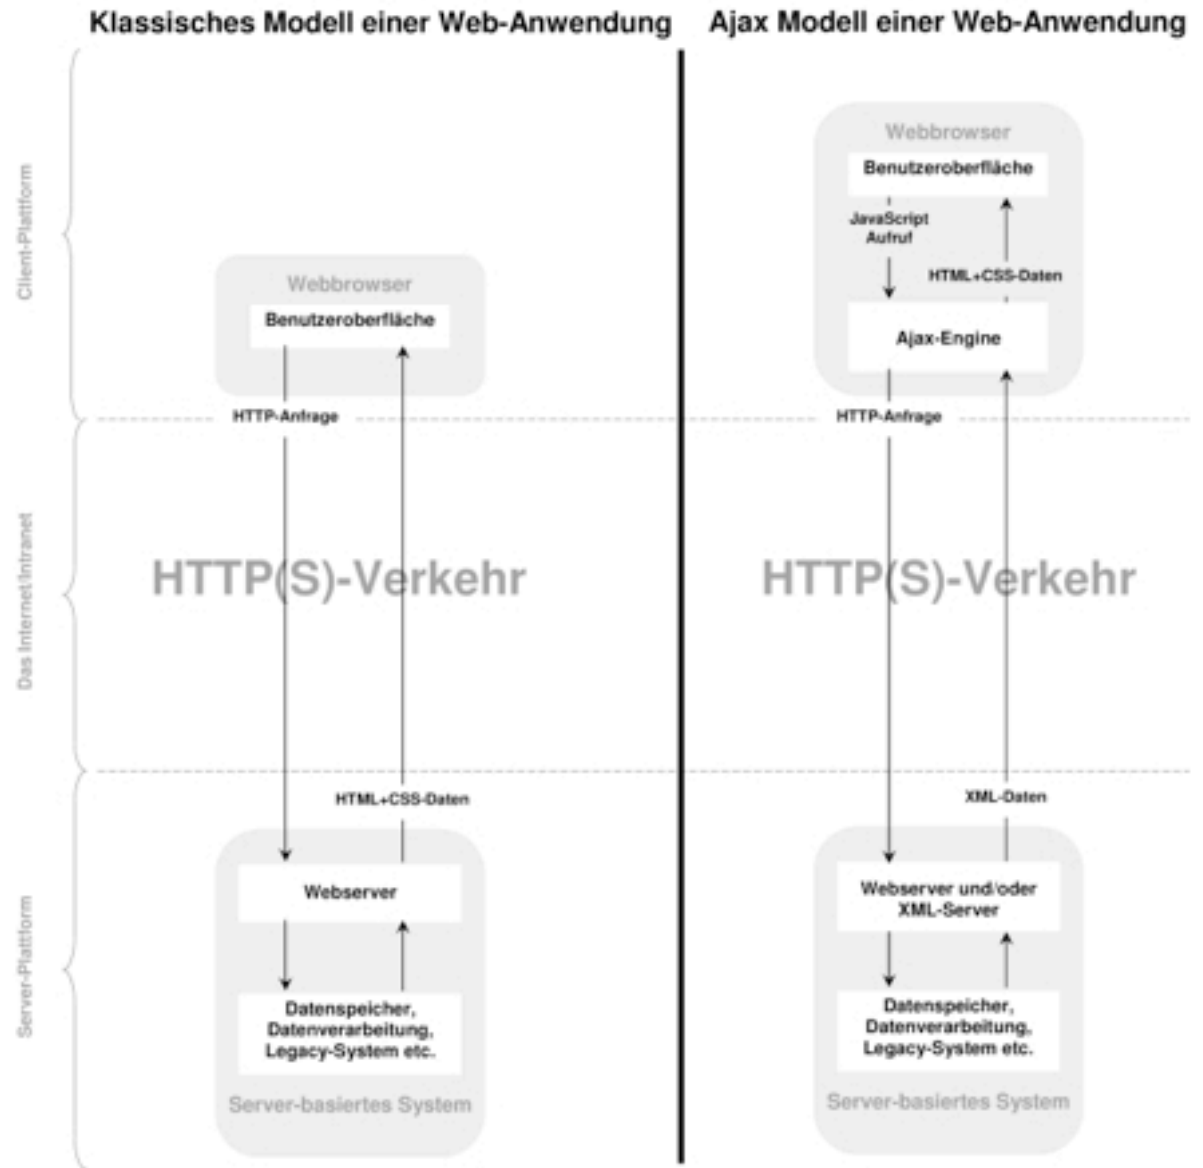 Klassisches Modell einer Web-Anwendung
Client-Plattform
Webbrowser
Benutzeroberfläche
HTTP-Anfrage
Das Internet/Intranet
HTTP(S)-Verkehr
HTML+CSS-Daten
Server-Plattform
Webserver
Datenspeicher,
Datenverarbeitung,
Legacy-System etc.
Server-basiertes System
Ajax Modell einer Web-Anwendung
Webbrowser
Benutzeroberfläche
JavaScript
Aufruf
HTML+CSS-Daten
Ajax-Engine
HTTP-Anfrage
HTTP(S)-Verkehr
XML-Daten
Webserver und/oder
XML-Server
Datenspeicher,
Datenverarbeitung,
Legacy-System etc.
Server-basiertes System